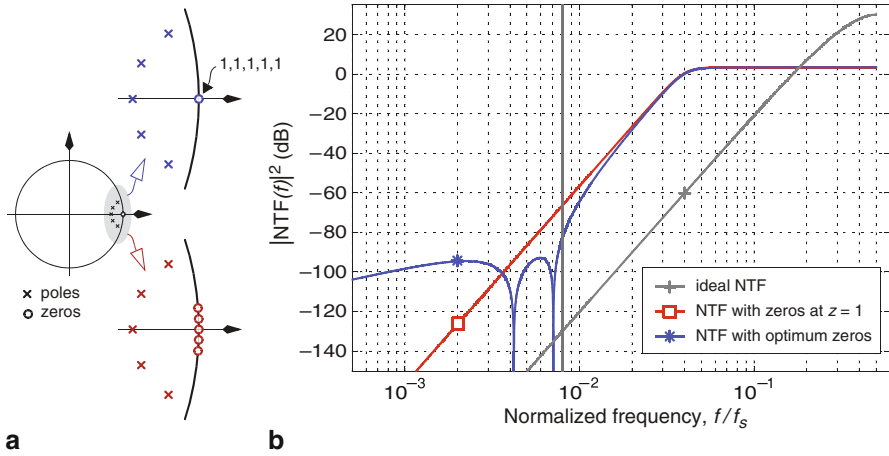 1,1,1,1,1
poles
zeros
a
20
0
−20
−40
−60
−80
−100
−120
−140
|NTF(f)|² (dB)
ideal NTF
NTF with zeros at z = 1
NTF with optimum zeros
10⁻³
10⁻²
10⁻¹
Normalized frequency, f/fₛ
b